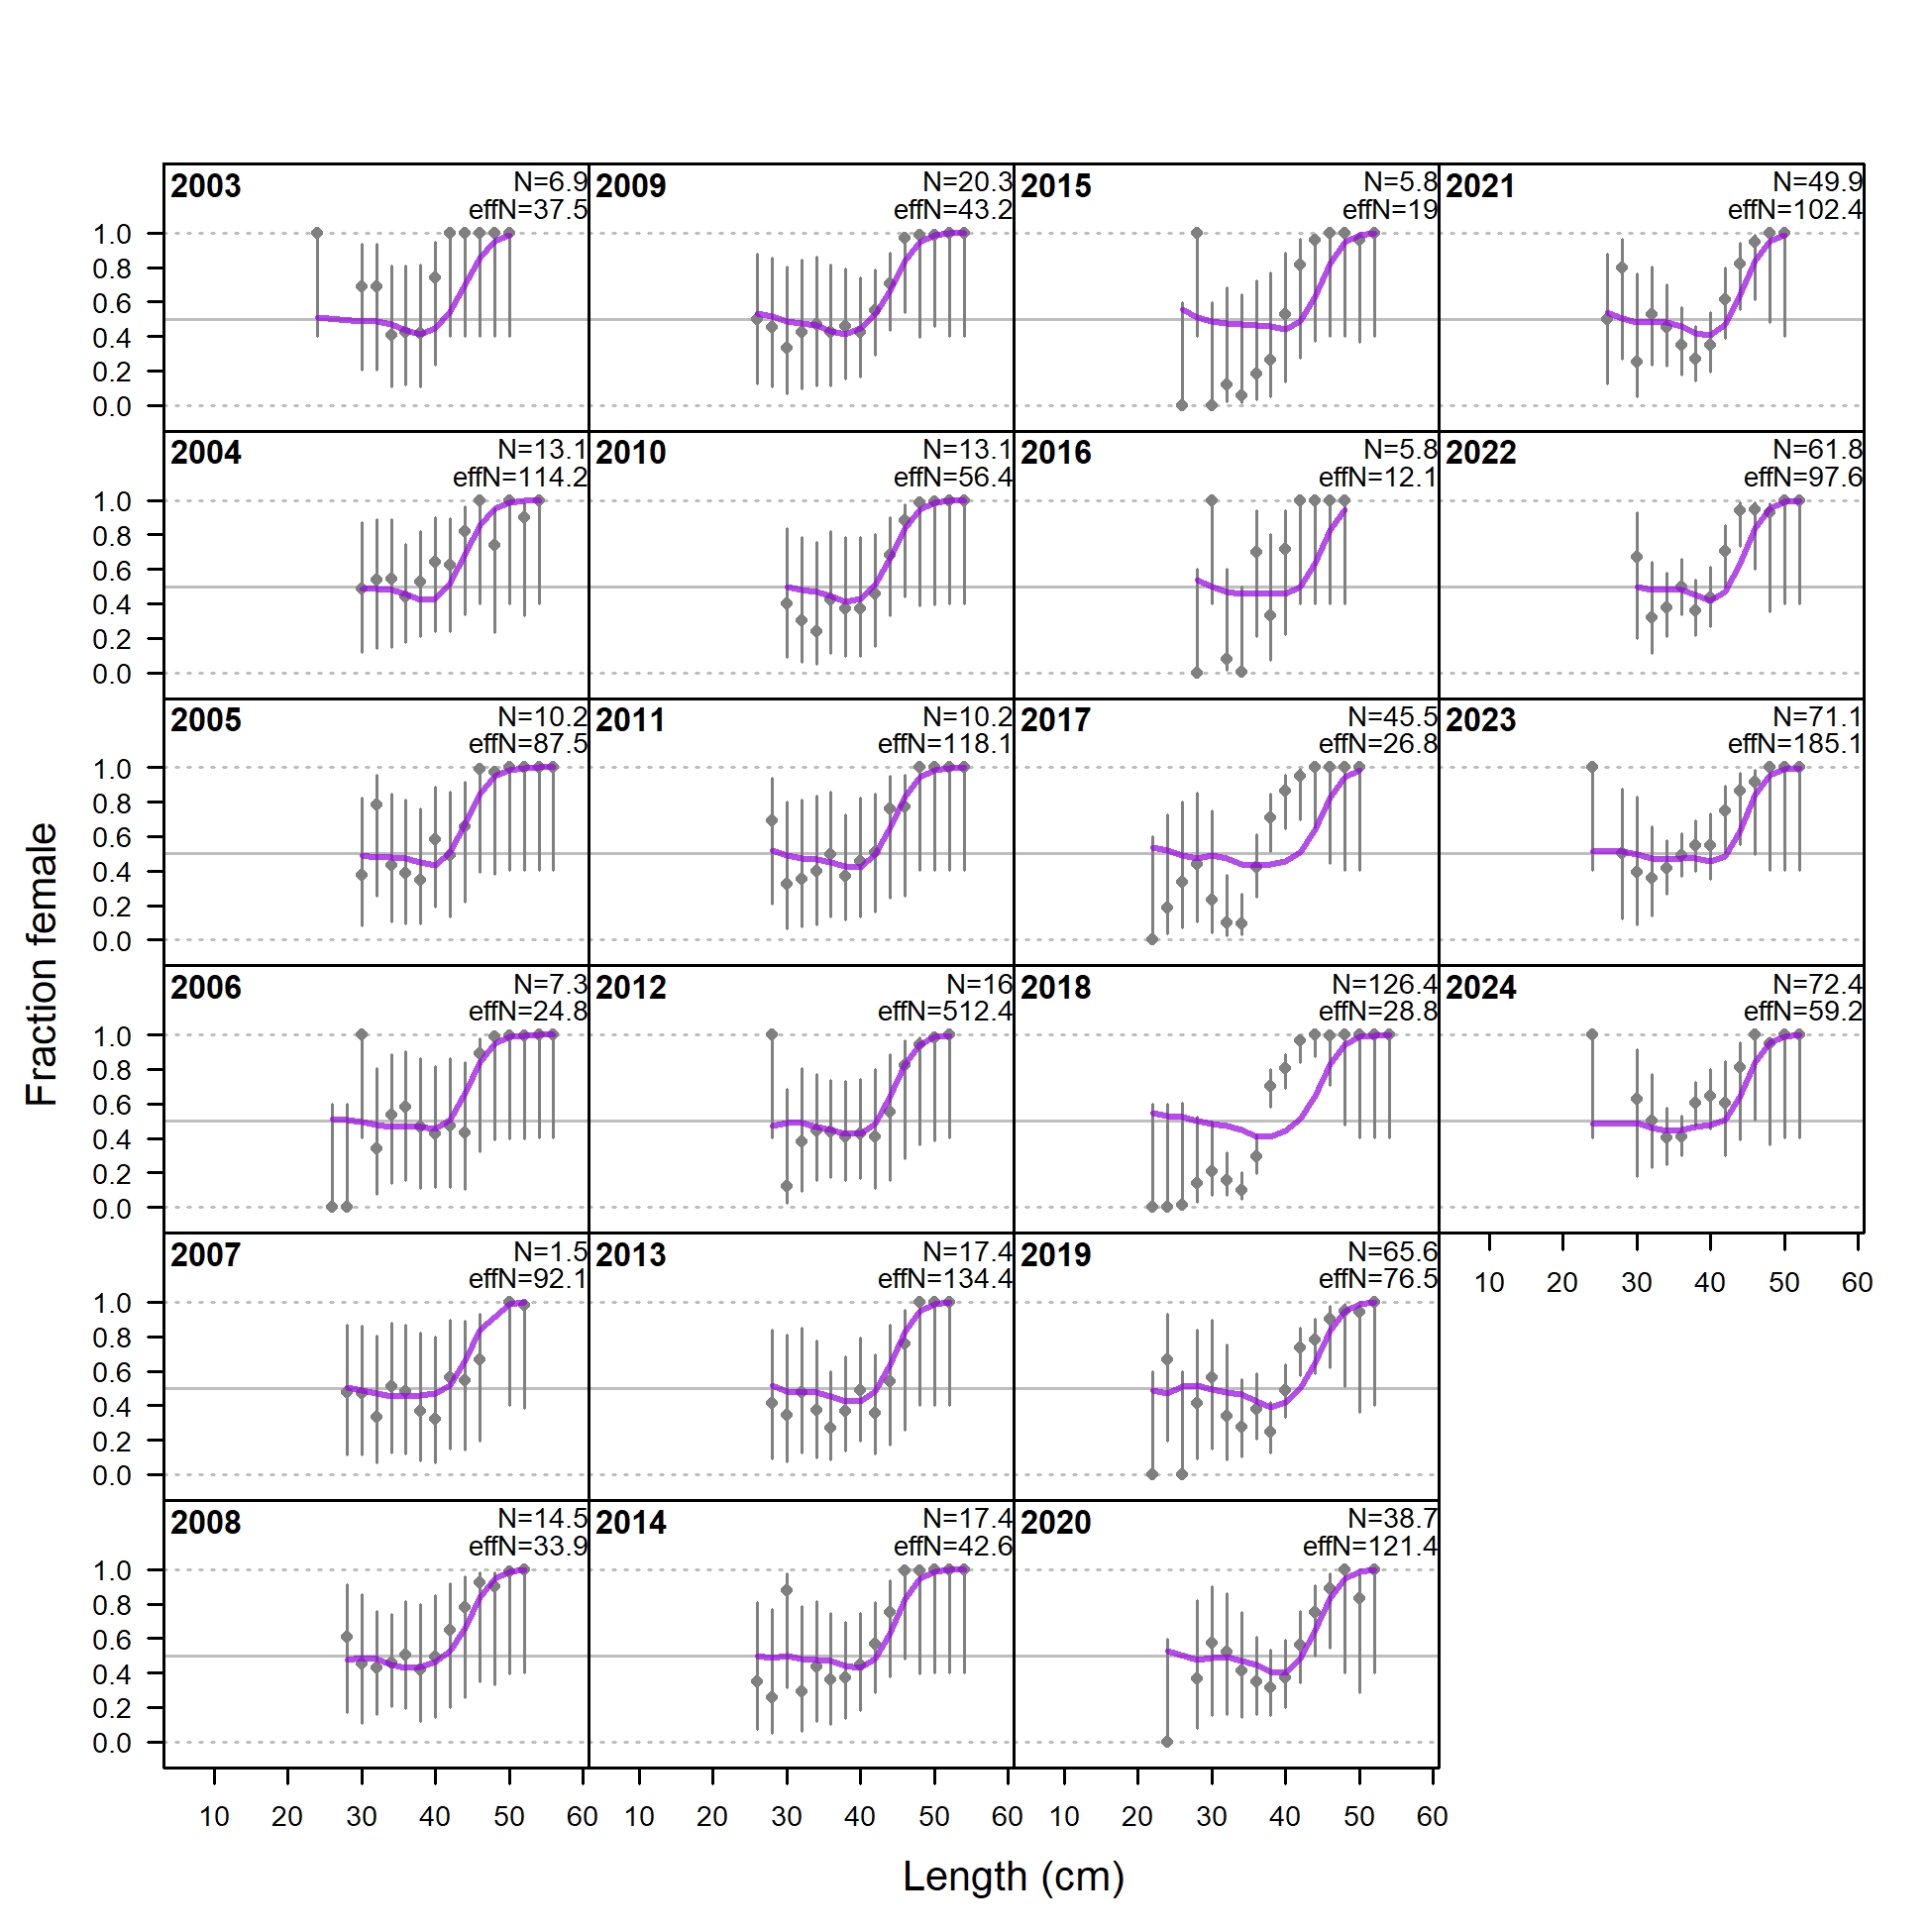 2003 N=6.9 2009 N=20.3 2015 N=5.8 2021 N=49.9
effN=37.5 effN=43.2 effN=19 effN=102.4
1.0
0.8
0.6
0.4
0.2
0.0
2004 N=13.1 2010 N=13.1 2016 N=5.8 2022 N=61.8
effN=114.2 effN=56.4 effN=12.1 effN=97.6
1.0
0.8
0.6
0.4
0.2
0.0
2005 N=10.2 2011 N=10.2 2017 N=45.5 2023 N=71.1
effN=87.5 effN=118.1 effN=26.8 effN=185.1
1.0
0.8
0.6
0.4
0.2
0.0
Fraction female
2006 N=7.3 2012 N=16 2018 N=126.4 2024 N=72.4
effN=24.8 effN=512.4 effN=28.8 effN=59.2
1.0
0.8
0.6
0.4
0.2
0.0
2007 N=1.5 2013 N=17.4 2019 N=65.6
effN=92.1 effN=134.4 effN=76.5
10 20 30 40 50 60
1.0
0.8
0.6
0.4
0.2
0.0
2008 N=14.5 2014 N=17.4 2020 N=38.7
effN=33.9 effN=42.6 effN=121.4
1.0
0.8
0.6
0.4
0.2
0.0
10 20 30 40 50 60 10 20 30 40 50 60 10 20 30 40 50 60
Length (cm)